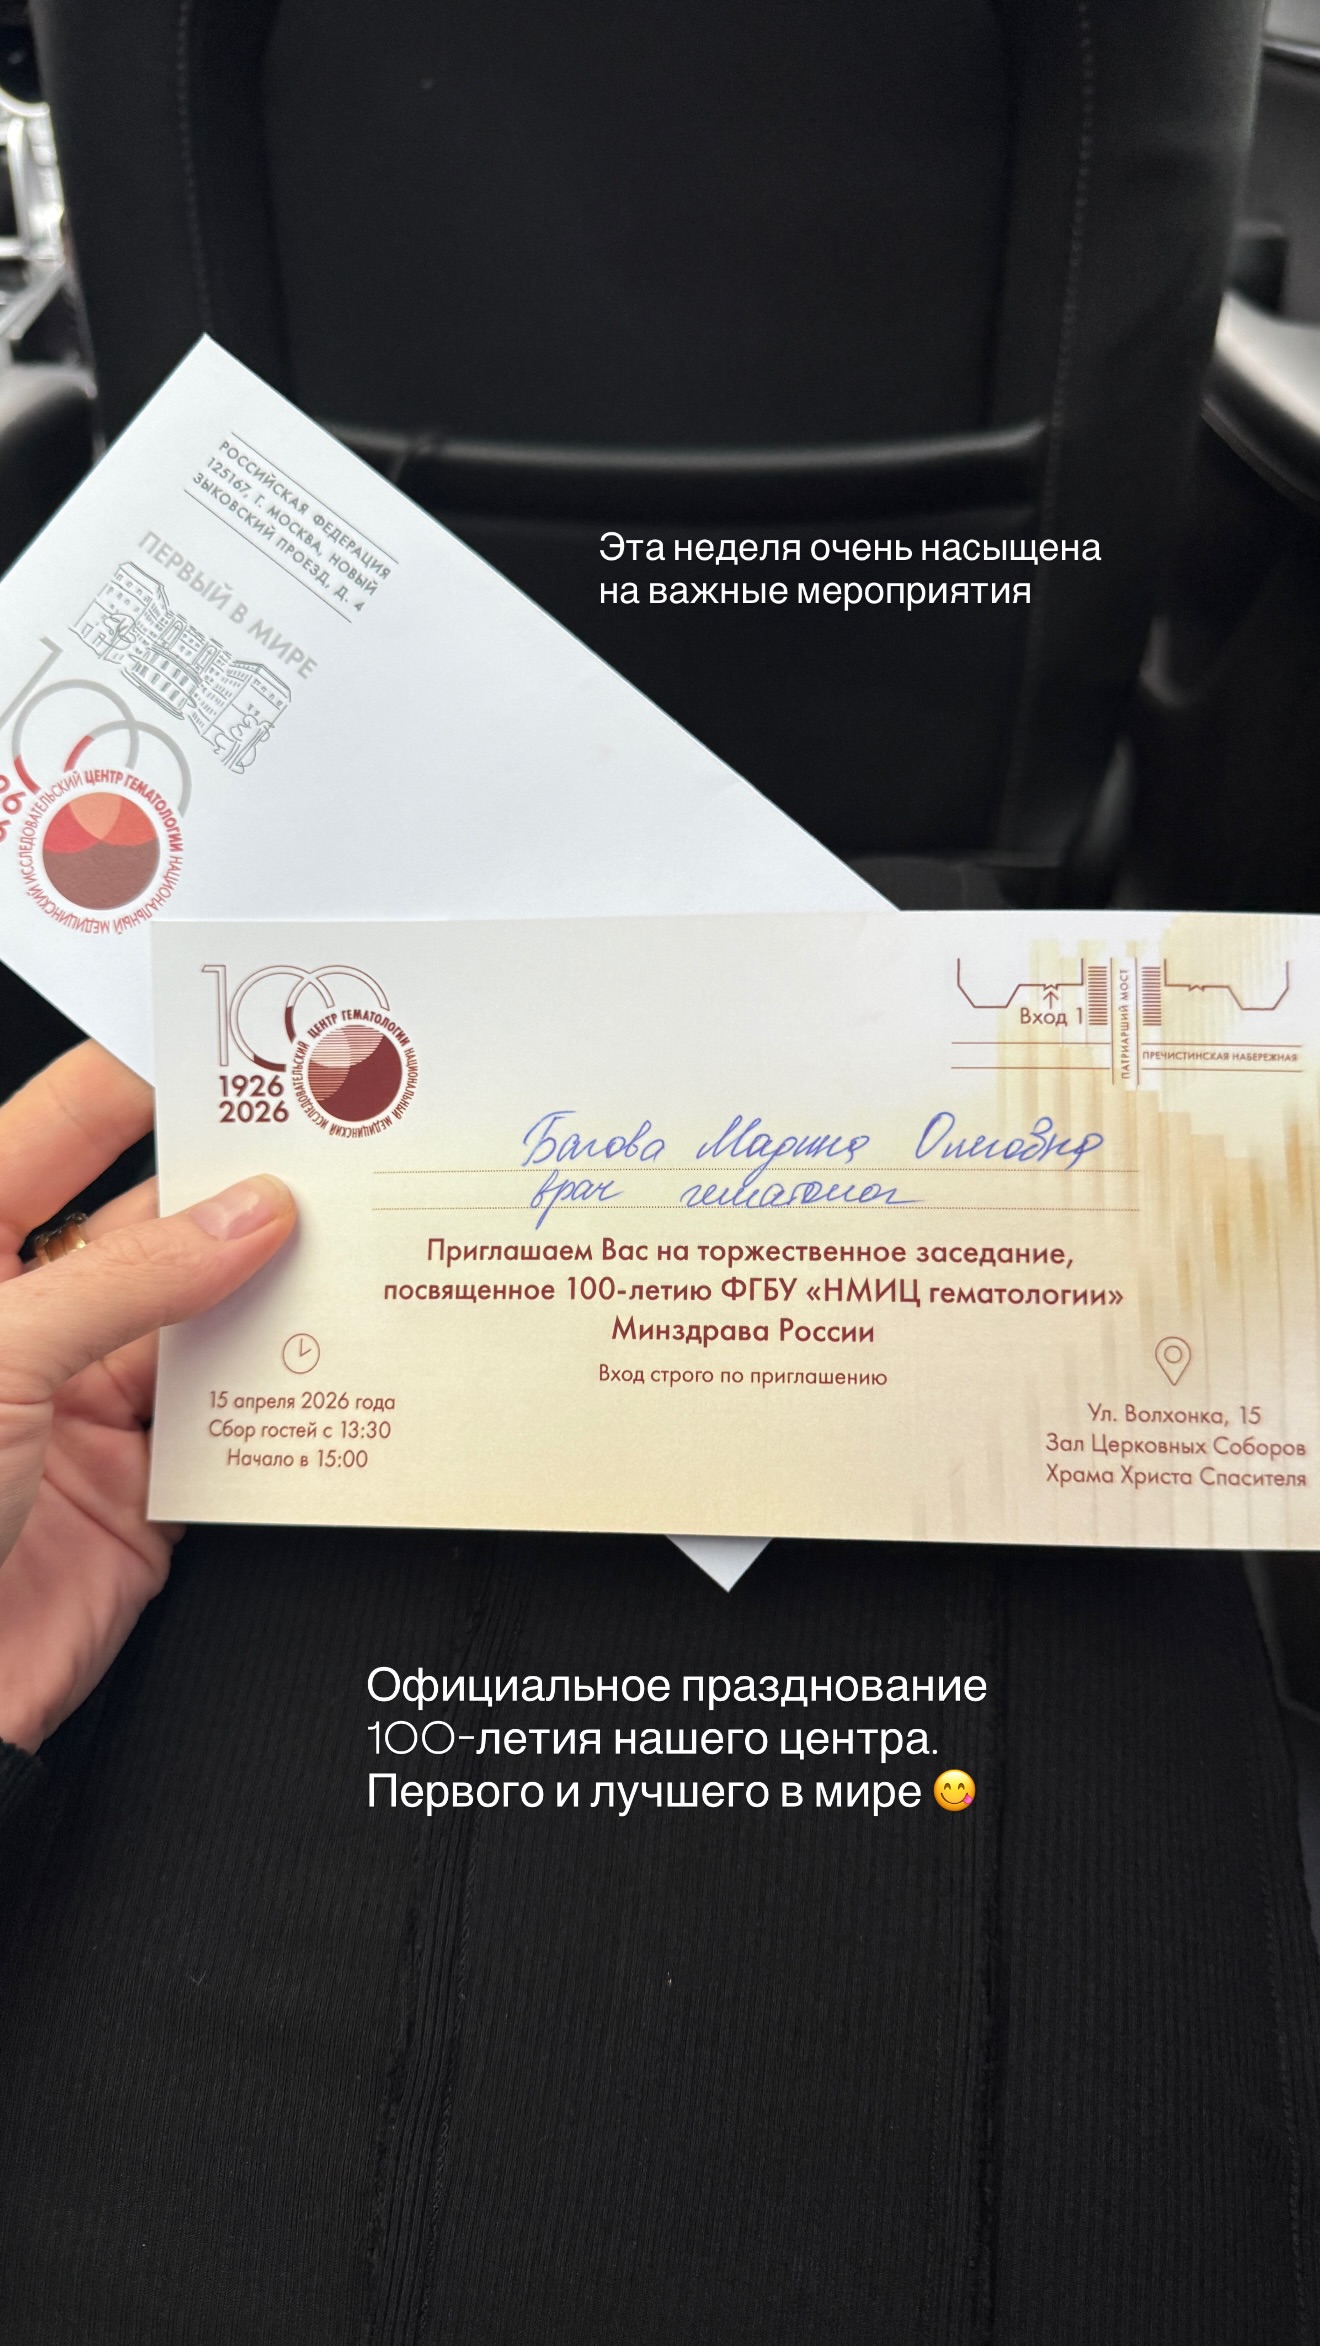 РОССИЙСКАЯ ФЕДЕРАЦИЯ
125167, Г. МОСКВА, НОВЫЙ
ЗЫКОВСКИЙ ПРОЕЗД, Д. 4
ПЕРВЫЙ В МИРЕ
100
НАЦИОНАЛЬНЫЙ МЕДИЦИНСКИЙ ИССЛЕДОВАТЕЛЬСКИЙ ЦЕНТР ГЕМАТОЛОГИИ
Эта неделя очень насыщена
на важные мероприятия
100
1926
2026
НАЦИОНАЛЬНЫЙ МЕДИЦИНСКИЙ ИССЛЕДОВАТЕЛЬСКИЙ ЦЕНТР ГЕМАТОЛОГИИ
Вход 1
ПАТРИАРШИЙ МОСТ
ПРЕЧИСТИНСКАЯ НАБЕРЕЖНАЯ
Марина Олеговна
врач гематолог
Приглашаем Вас на торжественное заседание,
посвященное 100-летию ФГБУ «НМИЦ гематологии»
Минздрава России
Вход строго по приглашению
15 апреля 2026 года
Сбор гостей с 13:30
Начало в 15:00
Ул. Волхонка, 15
Зал Церковных Соборов
Храма Христа Спасителя
Официальное празднование
100-летия нашего центра.
Первого и лучшего в мире 😋